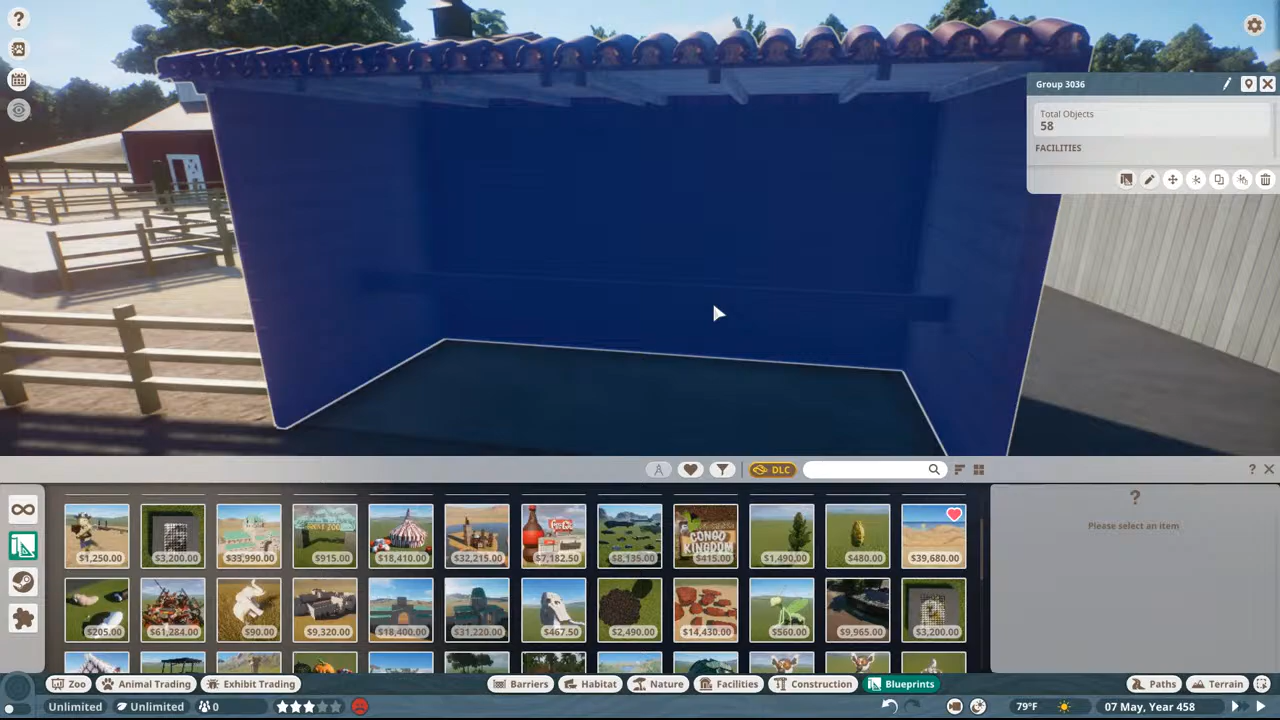 ?
Group 3036
Total Objects
58
FACILITIES
DLC
?
$1,250.00
$3,200.00
$33,990.00
$915.00
$18,410.00
$32,215.00
$7,182.50
$8,135.00
CONGO
KINGDOM
$415.00
$1,490.00
$480.00
$39,680.00
?
Please select an item
$205.00
$61,284.00
$90.00
$9,320.00
$18,400.00
$31,220.00
$467.50
$2,490.00
$14,430.00
$560.00
$9,965.00
$3,200.00
Zoo
Animal Trading
Exhibit Trading
Barriers
Habitat
Nature
Facilities
Construction
Blueprints
Paths
Terrain
Unlimited
Unlimited
0
79°F
07 May, Year 458